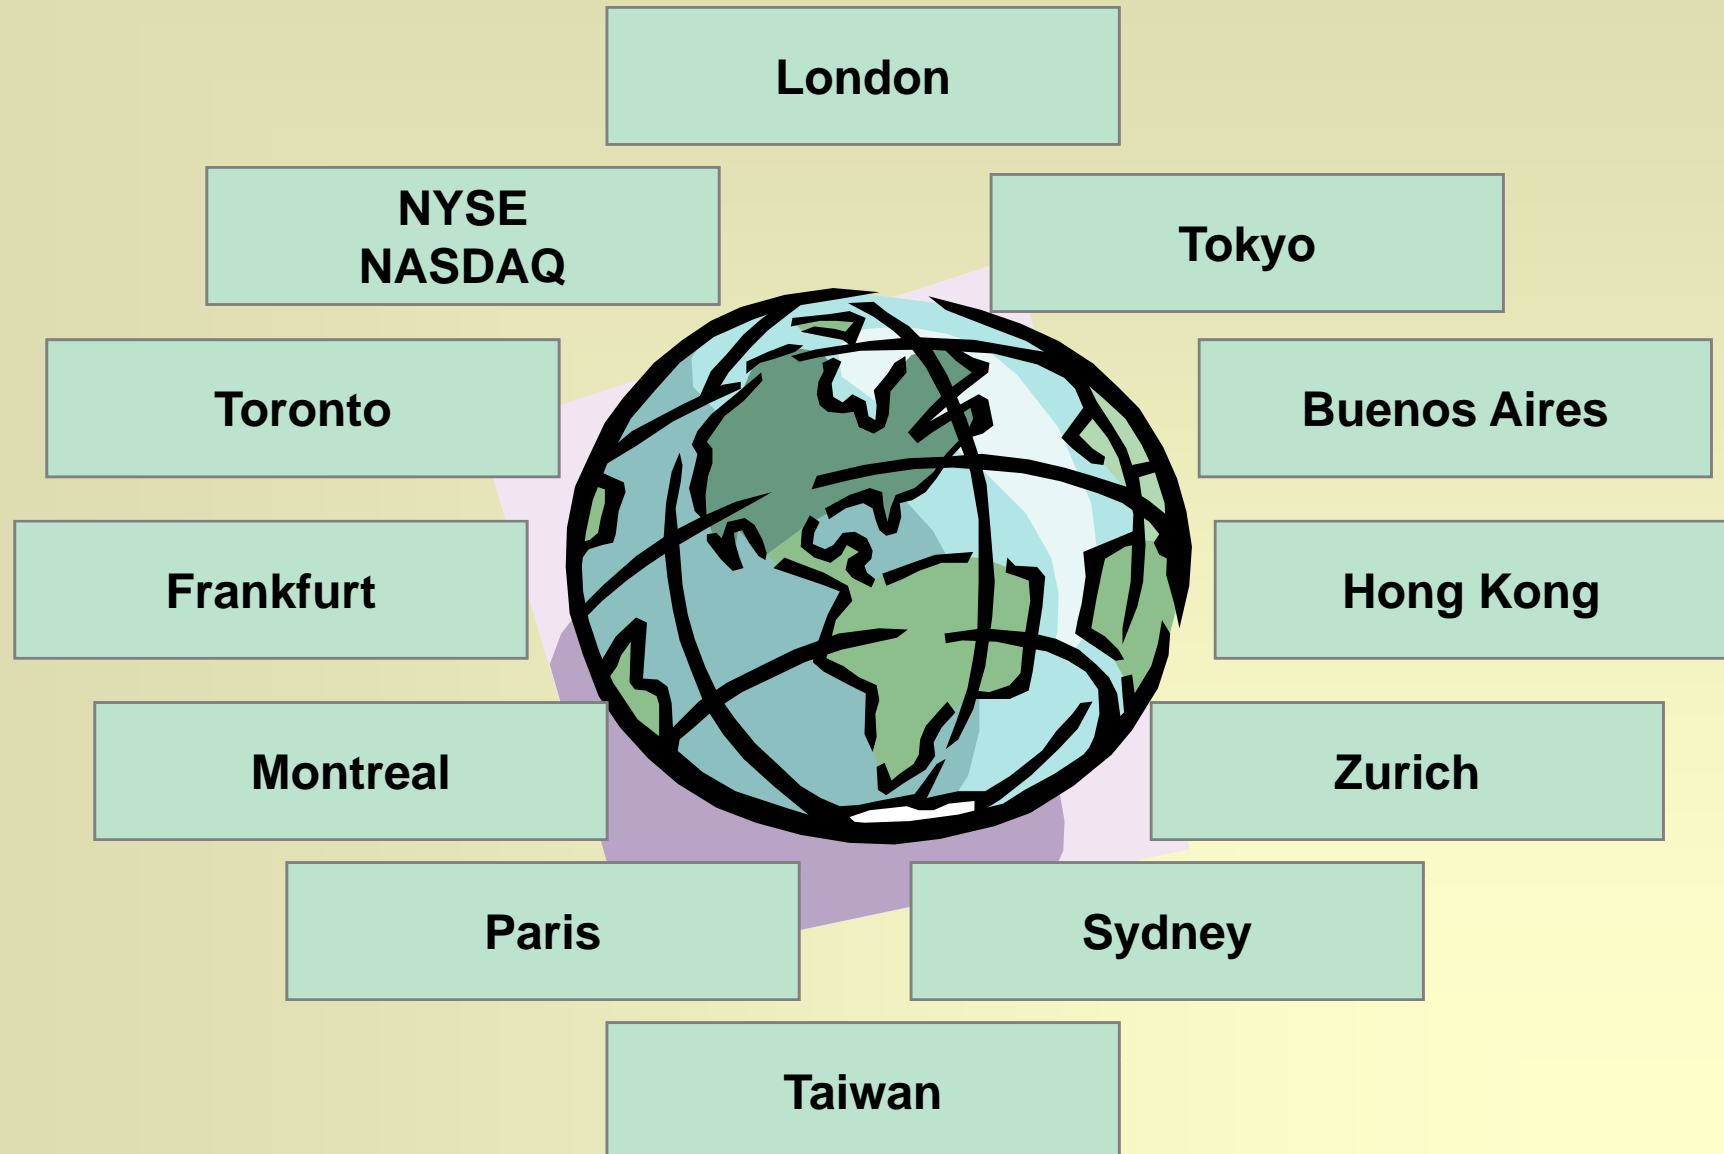 London
NYSE
NASDAQ
Tokyo
Toronto
Buenos Aires
Frankfurt
Hong Kong
Montreal
Zurich
Paris
Sydney
Taiwan